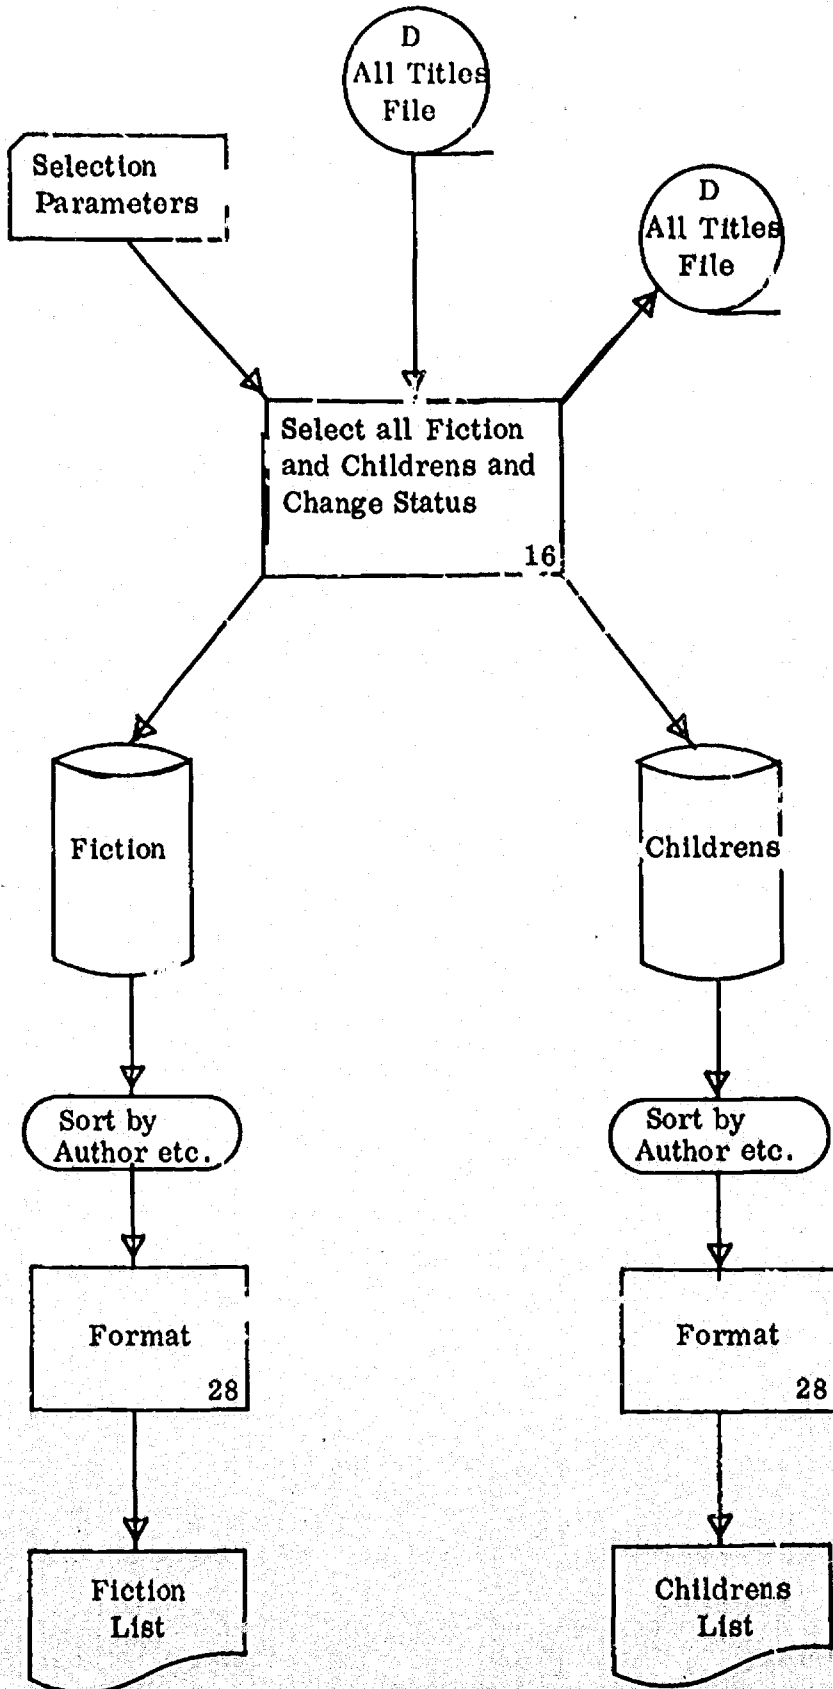 D
All Titles
File
Selection
Parameters
D
All Titles
File
Select all Fiction
and Childrens and
Change Status
16
Fiction
Childrens
Sort by
Author etc.
Sort by
Author etc.
Format
28
Format
28
Fiction
List
Childrens
List